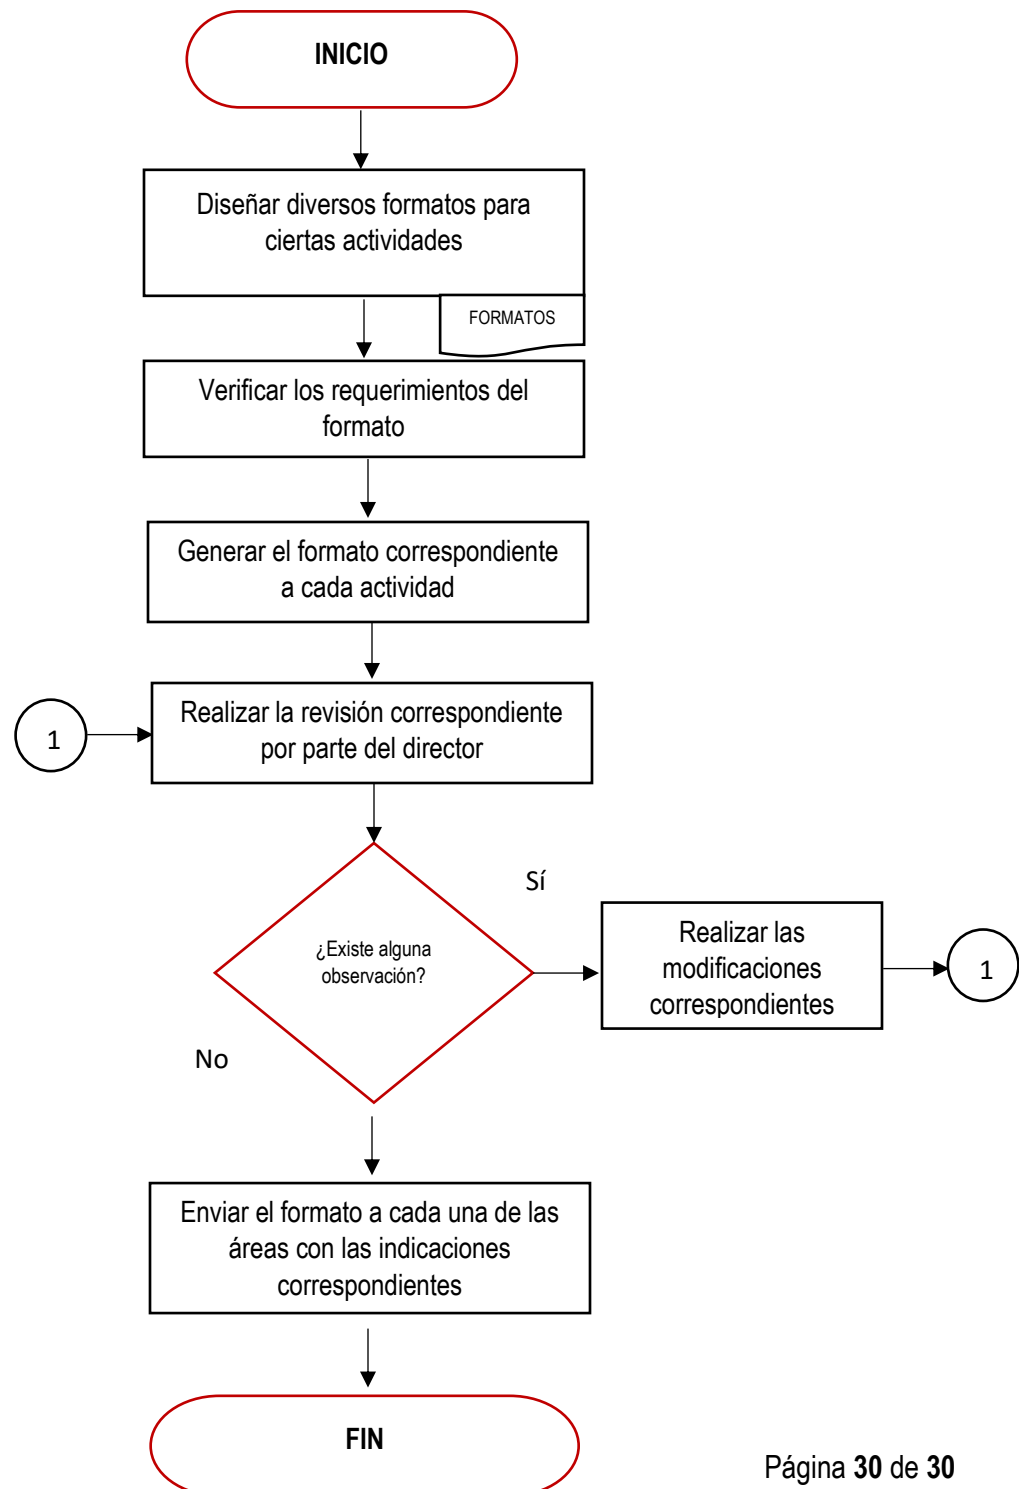 INICIO
Diseñar diversos formatos para
ciertas actividades
FORMATOS
Verificar los requerimientos del
formato
Generar el formato correspondiente
a cada actividad
Realizar la revisión correspondiente
por parte del director
1
¿Existe alguna
observación?
Sí
Realizar las
modificaciones
correspondientes
1
No
Enviar el formato a cada una de las
áreas con las indicaciones
correspondientes
FIN
Página 30 de 30